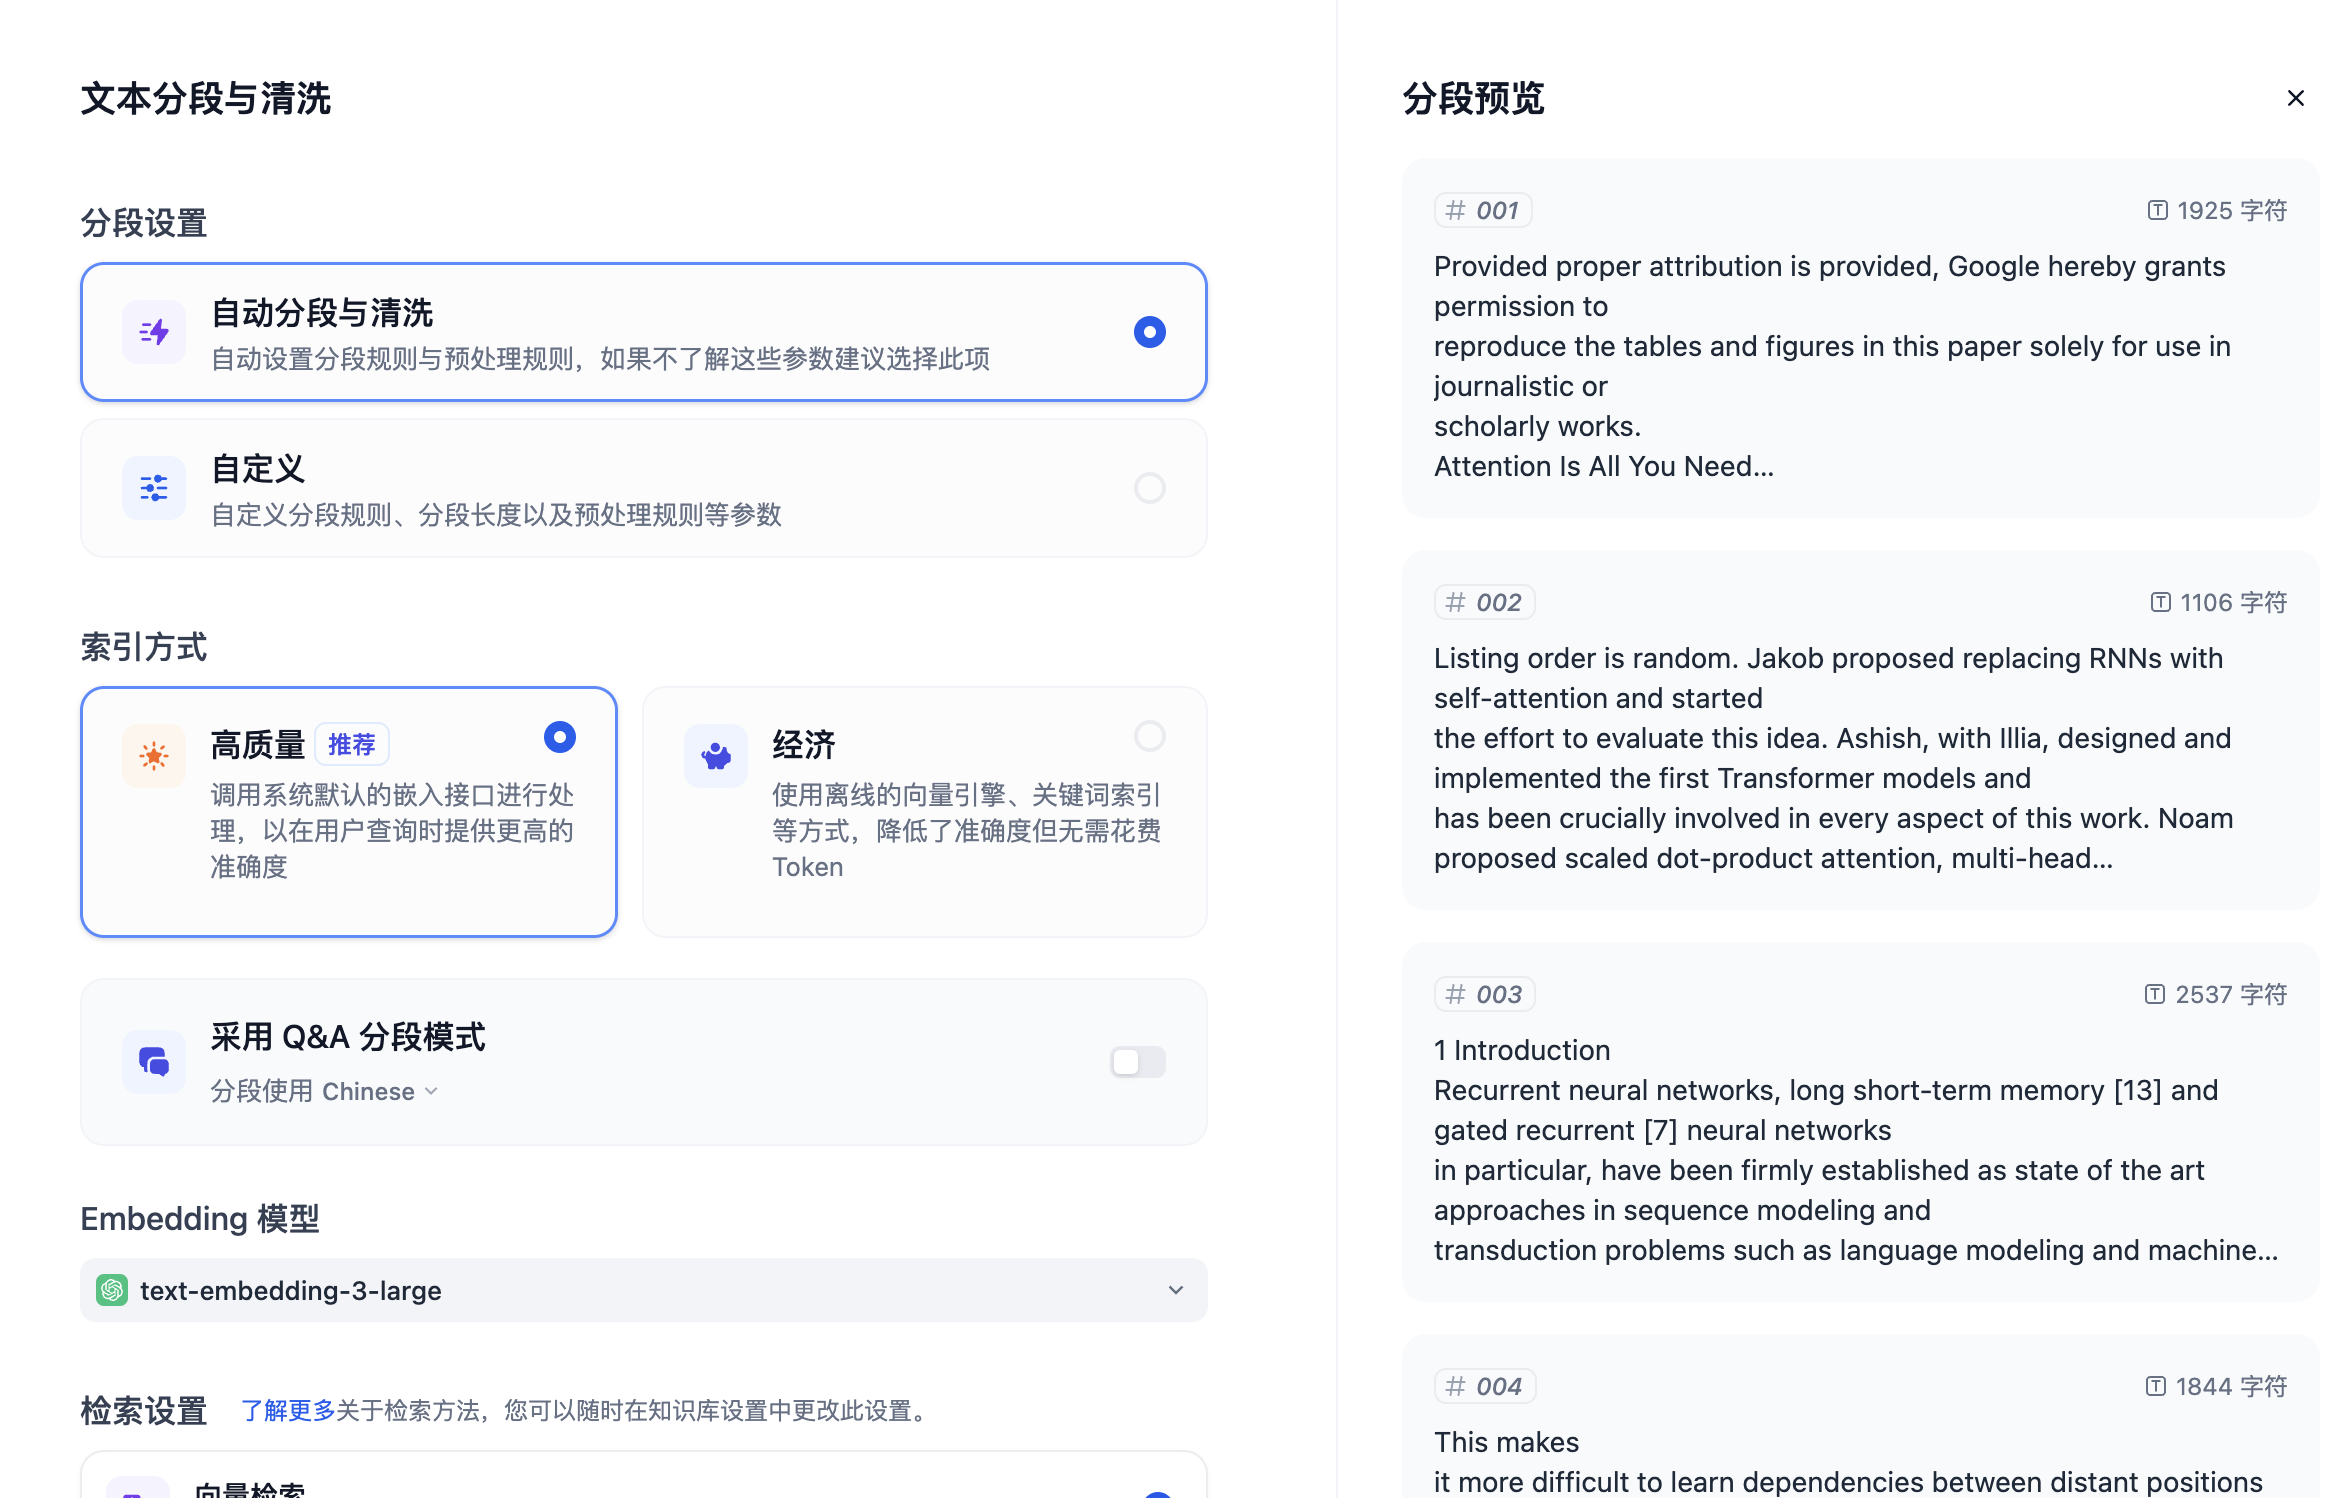 文本分段与清洗
分段设置
自动分段与清洗
自动设置分段规则与预处理规则，如果不了解这些参数建议选择此项
自定义
自定义分段规则、分段长度以及预处理规则等参数
索引方式
高质量 推荐
调用系统默认的嵌入接口进行处
理，以在用户查询时提供更高的
准确度
经济
使用离线的向量引擎、关键词索引
等方式，降低了准确度但无需花费
Token
采用 Q&A 分段模式
分段使用 Chinese
Embedding 模型
text-embedding-3-large
检索设置 了解更多关于检索方法，您可以随时在知识库设置中更改此设置。
向量检索
分段预览
# 001 1925 字符
Provided proper attribution is provided, Google hereby grants
permission to
reproduce the tables and figures in this paper solely for use in
journalistic or
scholarly works.
Attention Is All You Need...
# 002 1106 字符
Listing order is random. Jakob proposed replacing RNNs with
self-attention and started
the effort to evaluate this idea. Ashish, with Illia, designed and
implemented the first Transformer models and
has been crucially involved in every aspect of this work. Noam
proposed scaled dot-product attention, multi-head...
# 003 2537 字符
1 Introduction
Recurrent neural networks, long short-term memory [13] and
gated recurrent [7] neural networks
in particular, have been firmly established as state of the art
approaches in sequence modeling and
transduction problems such as language modeling and machine...
# 004 1844 字符
This makes
it more difficult to learn dependencies between distant positions